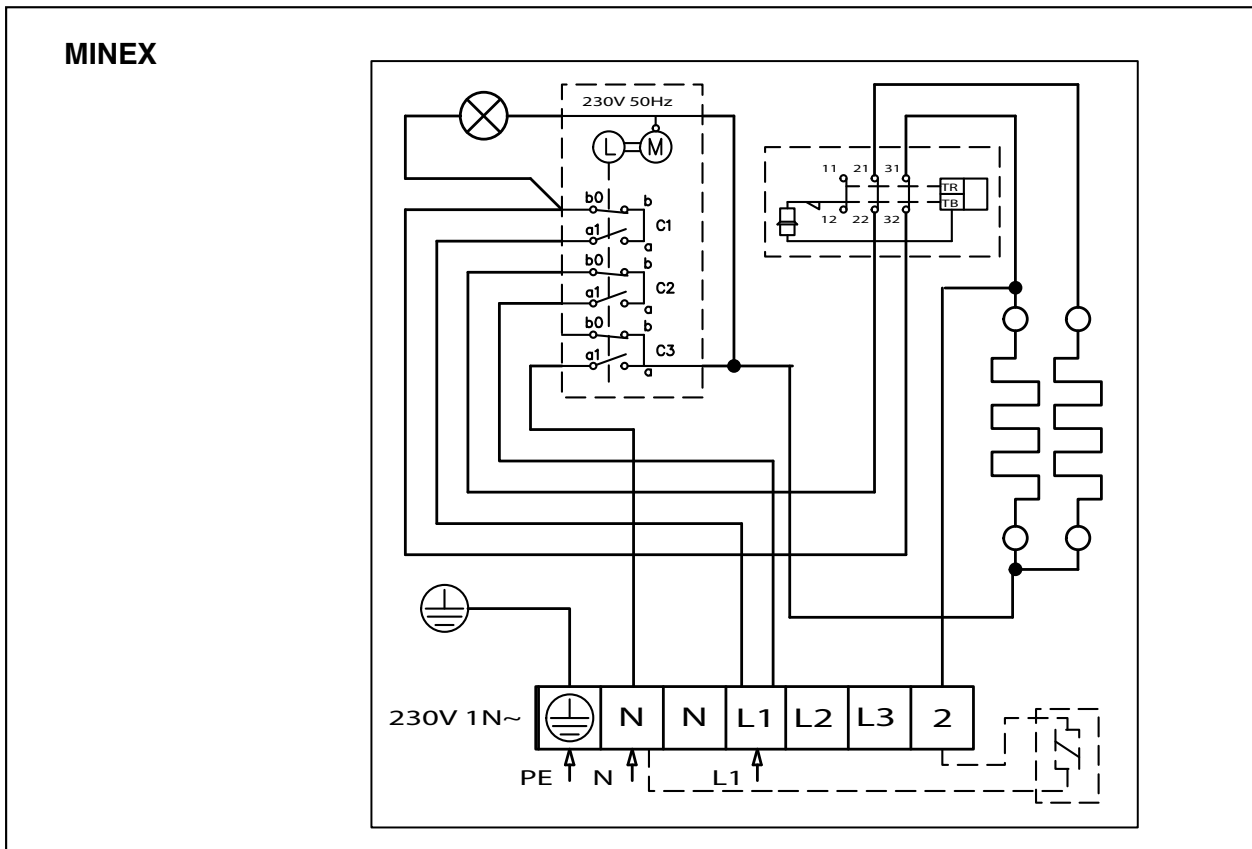 MINEX
230V 50Hz
L M
11 21 31
TR
TB
12 22 32
b0 b
C1
a1 a
b0 b
C2
a1 a
b0 b
C3
a1 a
230V 1N~ N N L1 L2 L3 2
PE N L1